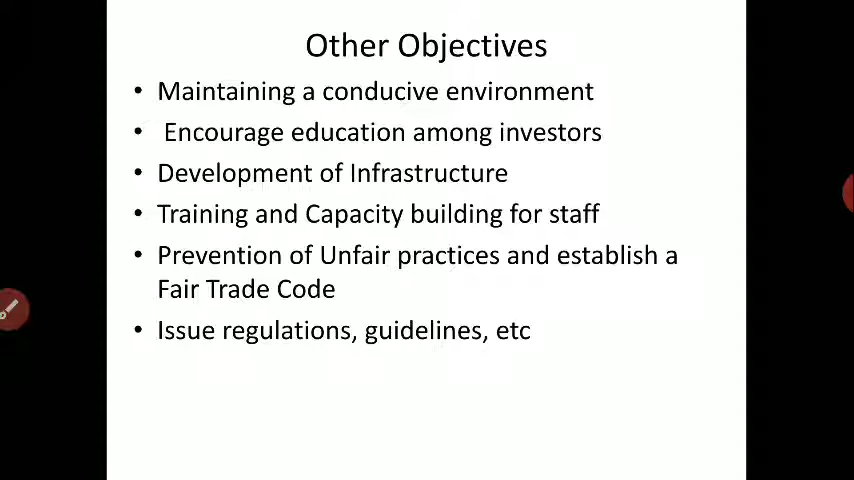 Other Objectives
• Maintaining a conducive environment
• Encourage education among investors
• Development of Infrastructure
• Training and Capacity building for staff
• Prevention of Unfair practices and establish a
Fair Trade Code
• Issue regulations, guidelines, etc